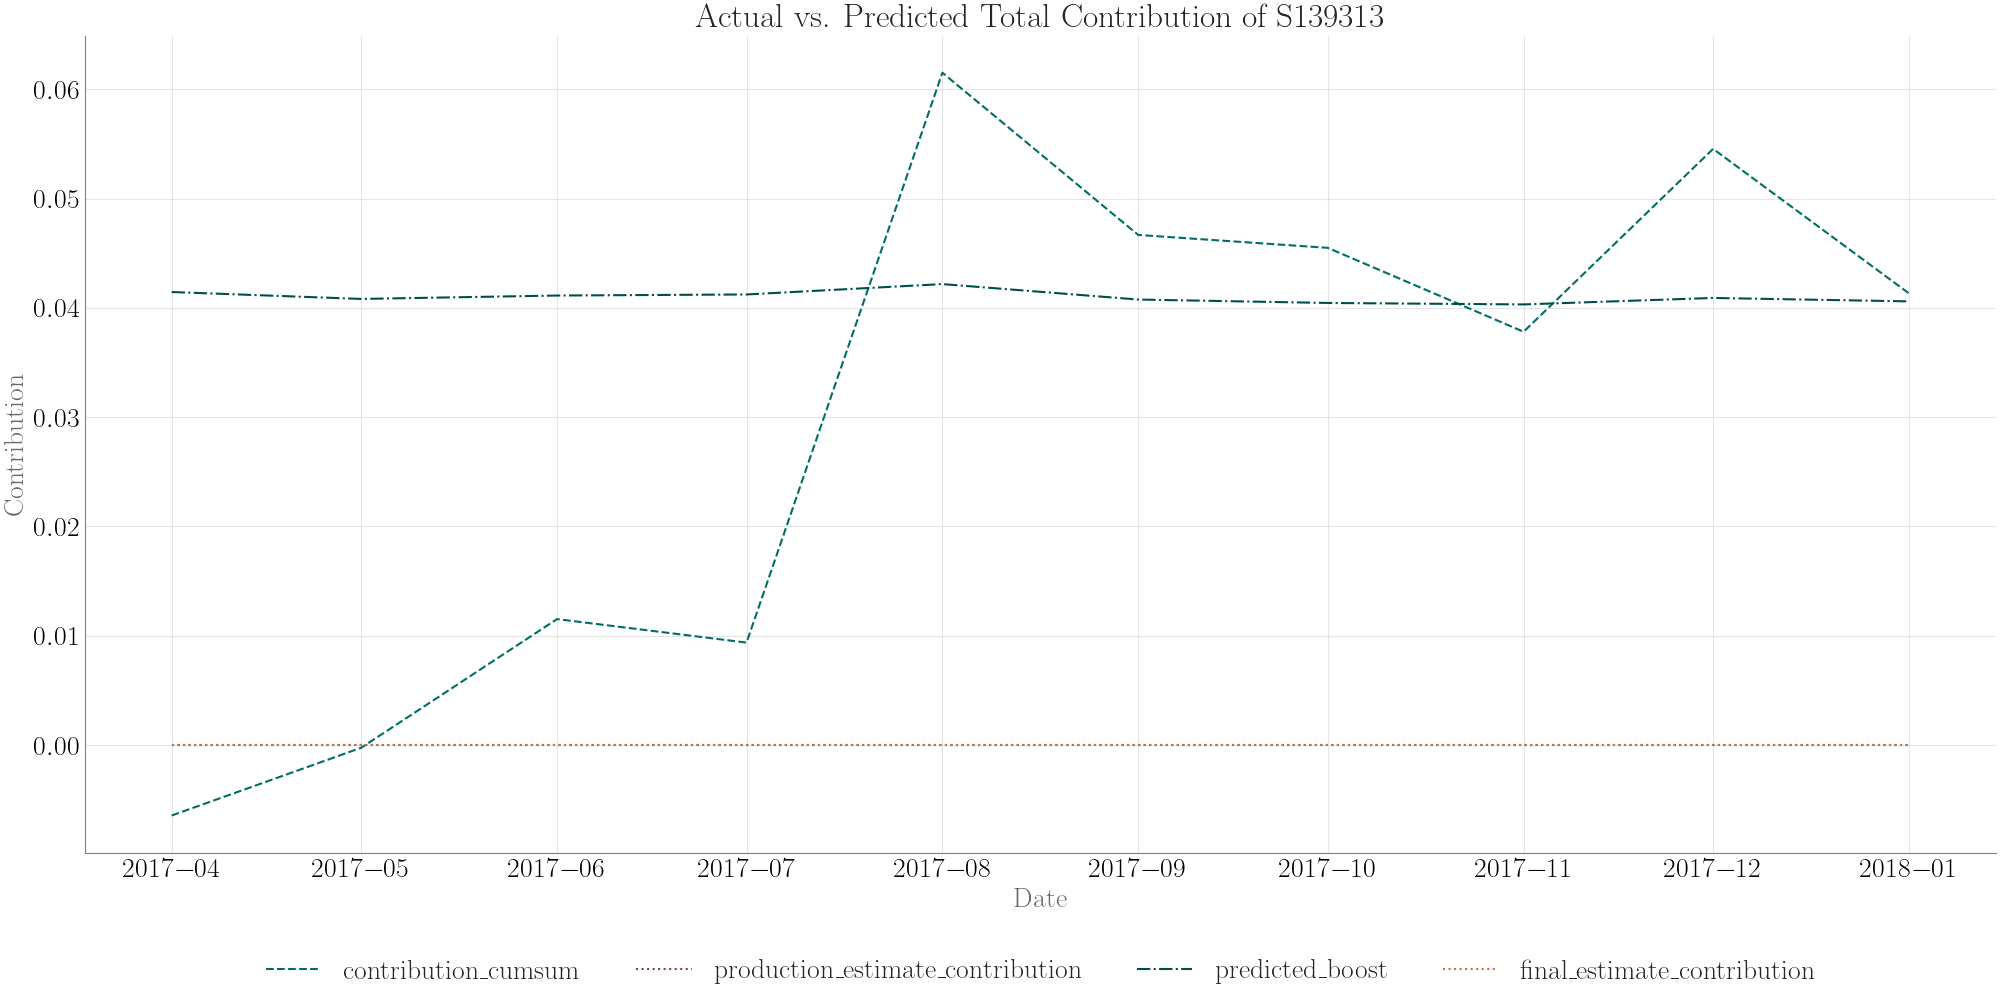 Actual vs. Predicted Total Contribution of S139313
0.06
0.05
0.04
0.03
0.02
0.01
0.00
Contribution
2017–04 2017–05 2017–06 2017–07 2017–08 2017–09 2017–10 2017–11 2017–12 2018–01
Date
contribution_cumsum production_estimate_contribution predicted_boost final_estimate_contribution